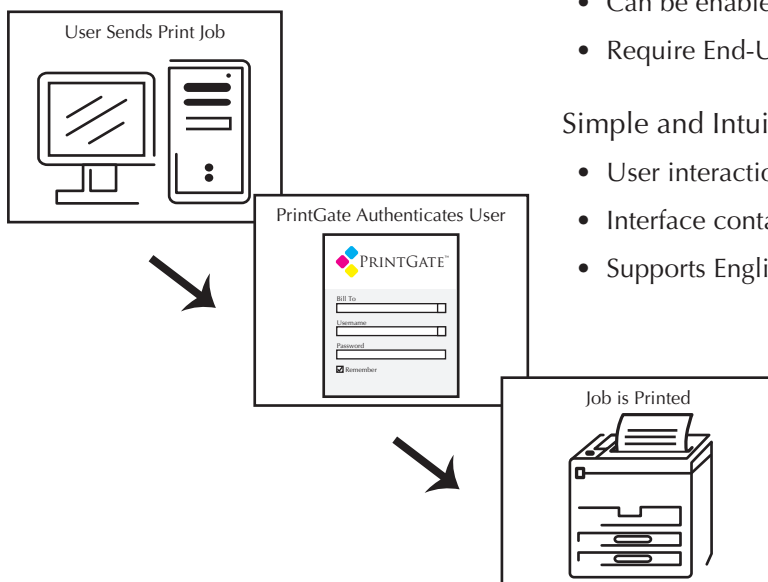 User Sends Print Job
PrintGate Authenticates User
PRINTGATE™
Bill To
Username
Password
Remember
Job is Printed
• Can be enable
• Require End-U
Simple and Intui
• User interactio
• Interface conta
• Supports Engli